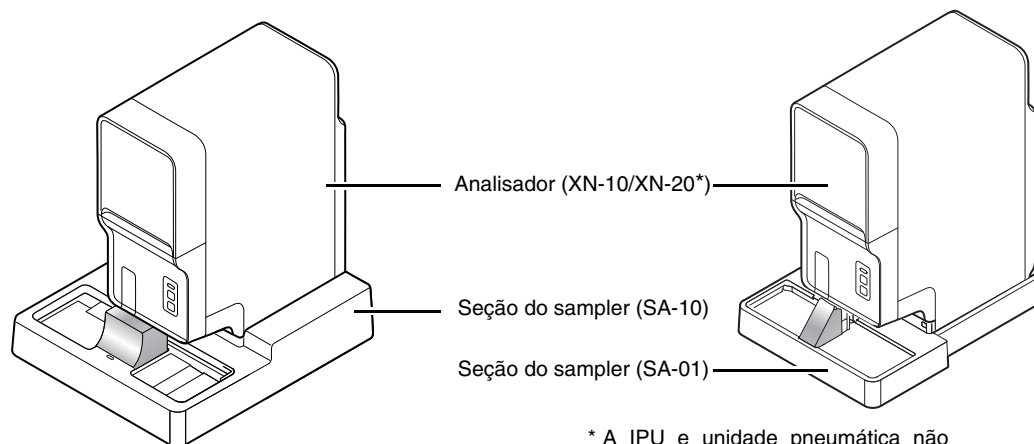 Analisador (XN-10/XN-20*)
Seção do sampler (SA-10)
Seção do sampler (SA-01)
* A IPU e unidade pneumática não